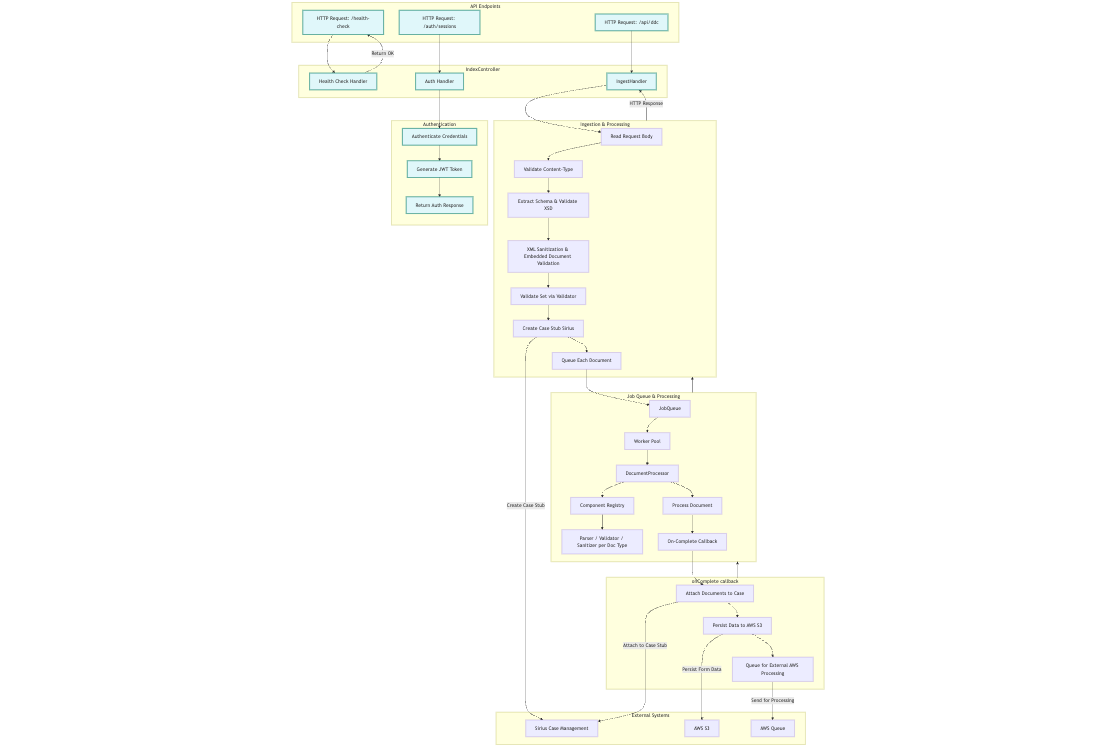 API Endpoints
HTTP Request: /health-
check
HTTP Request:
/auth/sessions
HTTP Request: /api/ddc
Return OK
IndexController
Health Check Handler
Auth Handler
IngestHandler
HTTP Response
Authentication
Authenticate Credentials
Generate JWT Token
Return Auth Response
Ingestion & Processing
Read Request Body
Validate Content-Type
Extract Schema & Validate
XSD
XML Sanitization &
Embedded Document
Validation
Validate Set via Validator
Create Case Stub Sirius
Queue Each Document
Job Queue & Processing
JobQueue
Worker Pool
DocumentProcessor
Component Registry
Process Document
Parser / Validator /
Sanitizer per Doc Type
On-Complete Callback
Create Case Stub
onComplete callback
Attach Documents to Case
Persist Data to AWS S3
Attach to Case Stub
Persist Form Data
Queue for External AWS
Processing
Send for Processing
External Systems
Sirius Case Management
AWS S3
AWS Queue